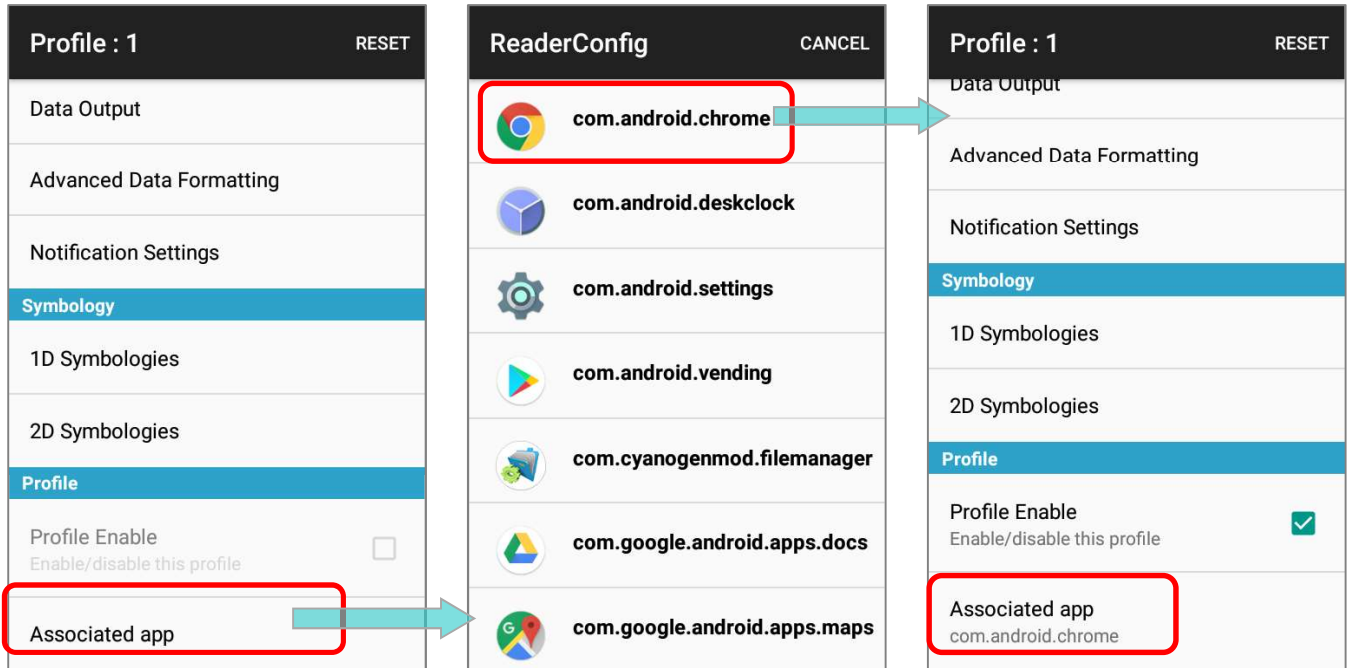 Profile : 1
RESET
Data Output
Advanced Data Formatting
Notification Settings
Symbology
1D Symbologies
2D Symbologies
Profile
Profile Enable
Enable/disable this profile
Associated app
ReaderConfig
CANCEL
com.android.chrome
com.android.deskclock
com.android.settings
com.android.vending
com.cyanogenmod.filemanager
com.google.android.apps.docs
G
com.google.android.apps.maps
Profile : 1
RESET
Data Output
Advanced Data Formatting
Notification Settings
Symbology
1D Symbologies
2D Symbologies
Profile
Profile Enable
Enable/disable this profile
Associated app
com.android.chrome